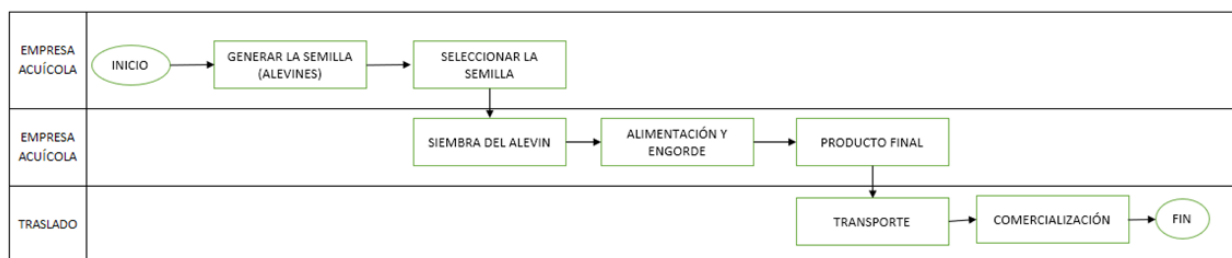 EMPRESA
ACUÍCOLA
INICIO
GENERAR LA SEMILLA
(ALEVINES)
SELECCIONAR LA
SEMILLA
EMPRESA
ACUÍCOLA
SIEMBRA DEL ALEVIN
ALIMENTACIÓN Y
ENGORDE
PRODUCTO FINAL
TRASLADO
TRANSPORTE
COMERCIALIZACIÓN
FIN